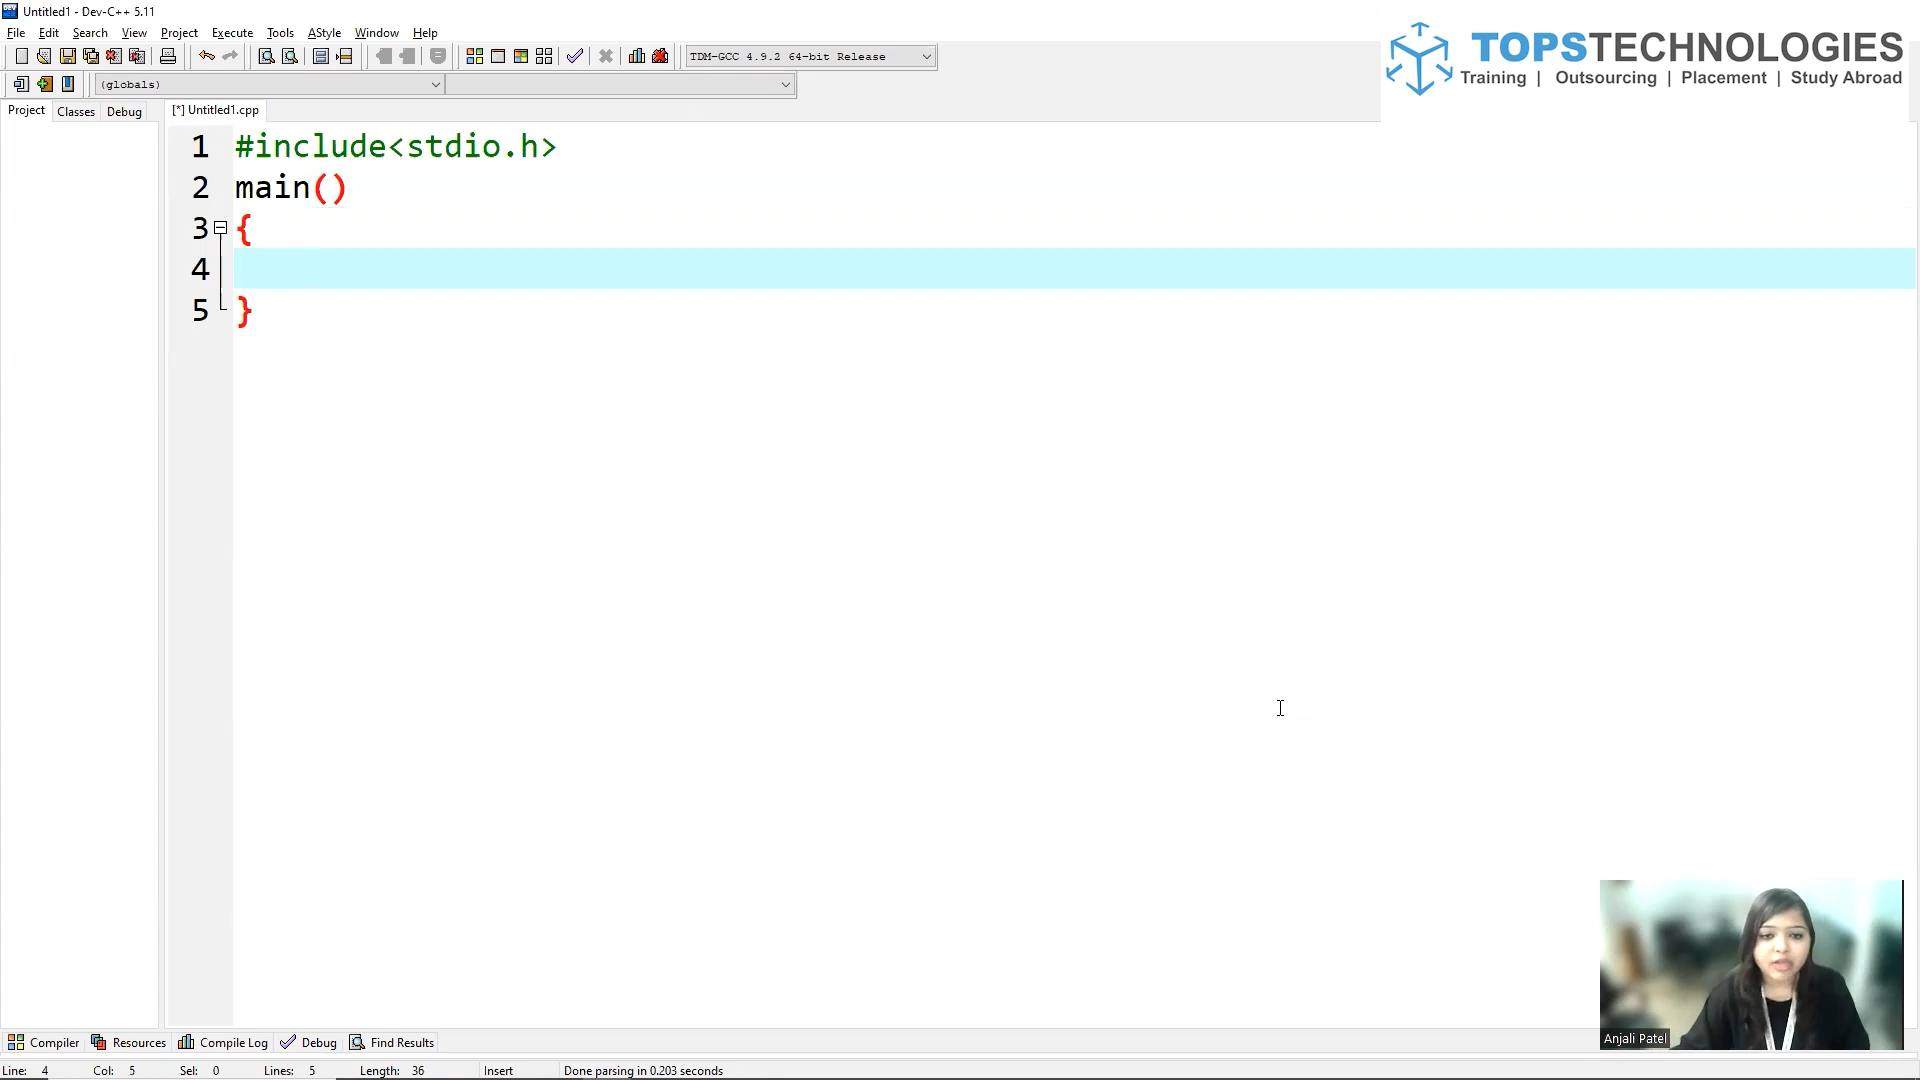 Untitled1 - Dev-C++ 5.11
File Edit Search View Project Execute Tools AStyle Window Help
TDM-GCC 4.9.2 64-bit Release
(globals)
TOPSTECHNOLOGIES
Training | Outsourcing | Placement | Study Abroad
Project Classes Debug
[*] Untitled1.cpp
1 #include<stdio.h>
2 main()
3 {
4
5 }
Anjali Patel
Compiler Resources Compile Log Debug Find Results
Line: 4 Col: 5 Sel: 0 Lines: 5 Length: 36 Insert Done parsing in 0.203 seconds